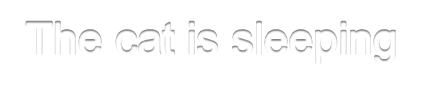 The cat is sleeping